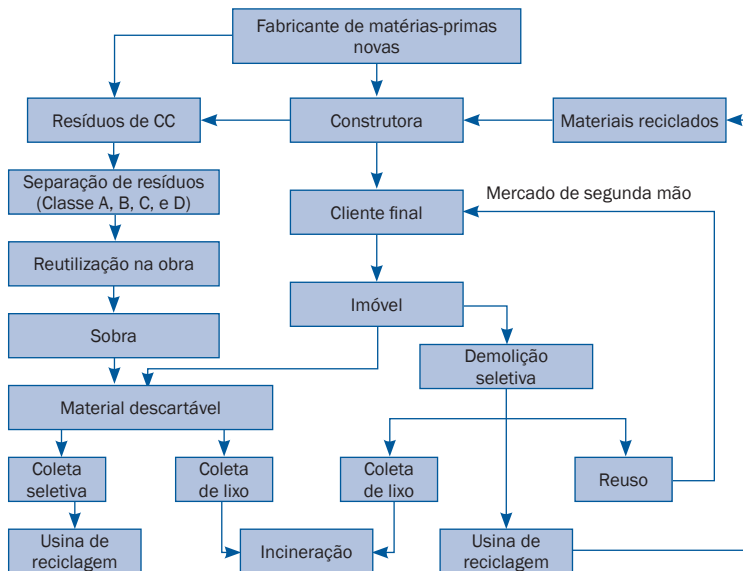 Fabricante de matérias-primas
novas
Resíduos de CC
Construtora
Materiais reciclados
Separação de resíduos
(Classe A, B, C, e D)
Mercado de segunda mão
Cliente final
Reutilização na obra
Imóvel
Sobra
Demolição
seletiva
Material descartável
Coleta
seletiva
Coleta
de lixo
Coleta
de lixo
Reuso
Usina de
reciclagem
Incineração
Usina de
reciclagem